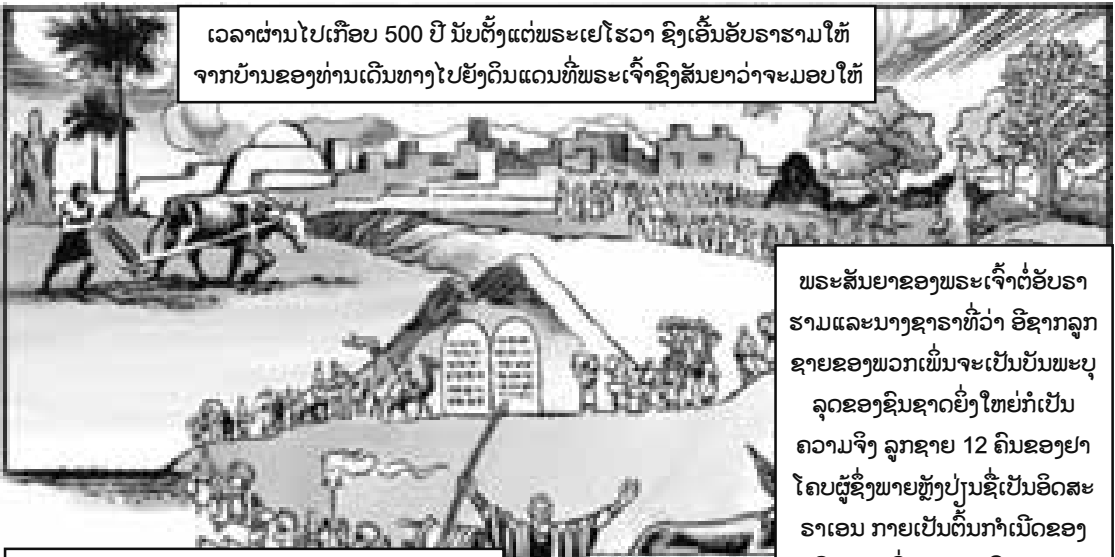 ເວລາຜ່ານໄປເກືອບ 500 ປີ ນັບຕັ້ງແຕ່ພຣະເຢໂຮວາ ຊົງເອີ້ນອັບຣາຮາມໃຫ້
ຈາກບ້ານຂອງທ່ານເດີນທາງໄປຍັງດິນແດນທີ່ພຣະເຈົ້າຊົງສັນຍາວ່າຈະມອບໃຫ້
ພຣະສັນຍາຂອງພຣະເຈົ້າຕໍ່ອັບຣາ
ຮາມແລະນາງຊາຣາທີ່ວ່າ ອີຊາກລູກ
ຊາຍຂອງພວກເພິ່ນຈະເປັນບັນພະບຸ
ລຸດຂອງຊົນຊາດຍິ່ງໃຫຍ່ກໍເປັນ
ຄວາມຈິງ ລູກຊາຍ 12 ຄົນຂອງຢາ
ໂຄບຜູ້ຊຶ່ງພາຍຫຼັງປ່ຽນຊື່ເປັນອິດສະ
ຣາເອນ ກາຍເປັນຕົ້ນກຳເນີດຂອງ